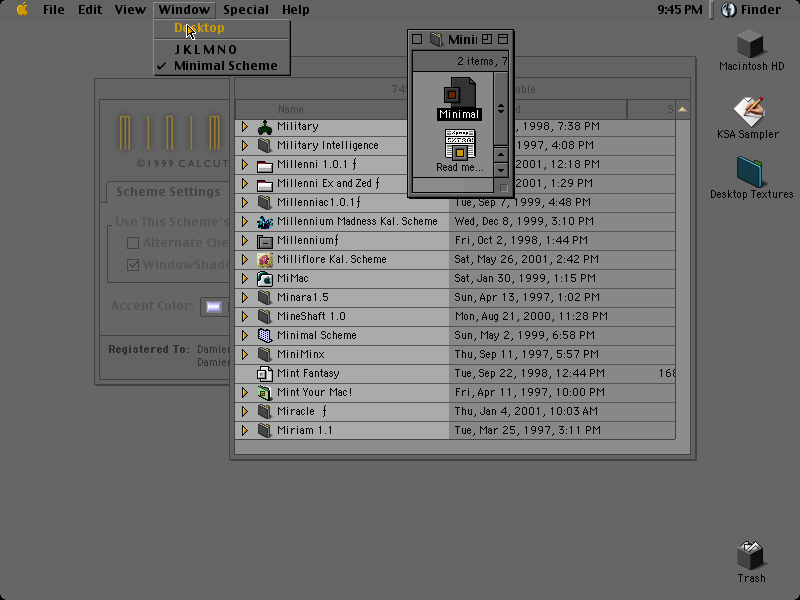 File Edit View Window Special Help 9:45 PM Finder
Desktop
J K L M N O
✓ Minimal Scheme
Mini
2 items, 7
Minimal
Read me...
Macintosh HD
KSA Sampler
Desktop Textures
Trash
MINIM
©1999 CALCUT
Scheme Settings
Use This Scheme's
Alternate Che
WindowShade
Accent Color:
Registered To: Damien
Damien
74
able
Name
S
Military , 1998, 7:38 PM
Military Intelligence , 1997, 4:08 PM
Millenni 1.0.1 ƒ 2001, 12:18 PM
Millenni Ex and Zed ƒ , 2001, 1:29 PM
Millenniac1.0.1ƒ Tue, Sep 7, 1999, 4:48 PM
Millennium Madness Kal. Scheme Wed, Dec 8, 1999, 3:10 PM
Millenniumƒ Fri, Oct 2, 1998, 1:44 PM
Milliflore Kal. Scheme Sat, May 26, 2001, 2:42 PM
MiMac Sat, Jan 30, 1999, 1:15 PM
Minara1.5 Sun, Apr 13, 1997, 1:02 PM
MineShaft 1.0 Mon, Aug 21, 2000, 11:28 PM
Minimal Scheme Sun, May 2, 1999, 6:58 PM
MiniMinx Thu, Sep 11, 1997, 5:57 PM
Mint Fantasy Tue, Sep 22, 1998, 12:44 PM 168
Mint Your Mac! Fri, Apr 11, 1997, 10:00 PM
Miracle ƒ Thu, Jan 4, 2001, 10:03 AM
Miriam 1.1 Tue, Mar 25, 1997, 3:11 PM